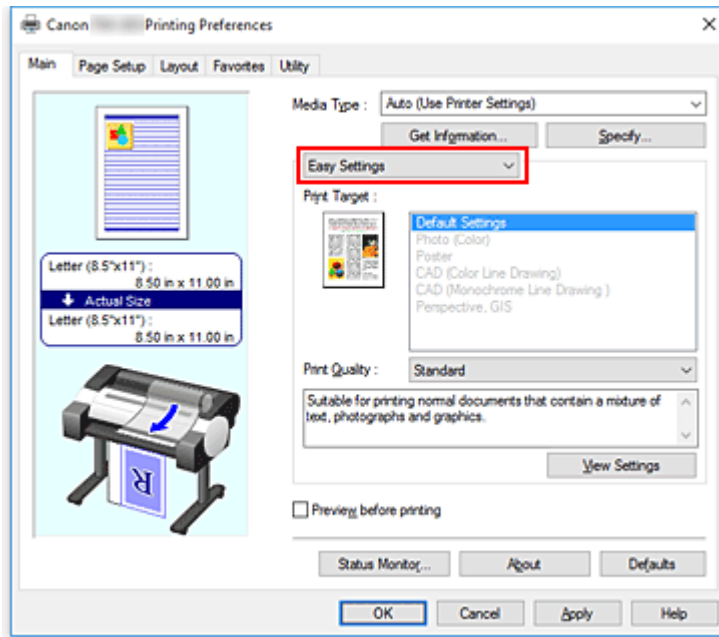 Canon Printing Preferences
Main Page Setup Layout Favorites Utility
Media Type : Auto (Use Printer Settings)
Get Information... Specify...
Easy Settings
Print Target :
Default Settings
Photo (Color)
Poster
CAD (Color Line Drawing)
CAD (Monochrome Line Drawing )
Perspective, GIS
Letter (8.5"x11") :
8.50 in x 11.00 in
Actual Size
Letter (8.5"x11") :
8.50 in x 11.00 in
Print Quality : Standard
Suitable for printing normal documents that contain a mixture of
text, photographs and graphics.
View Settings
R
Preview before printing
Status Monitor... About Defaults
OK Cancel Apply Help